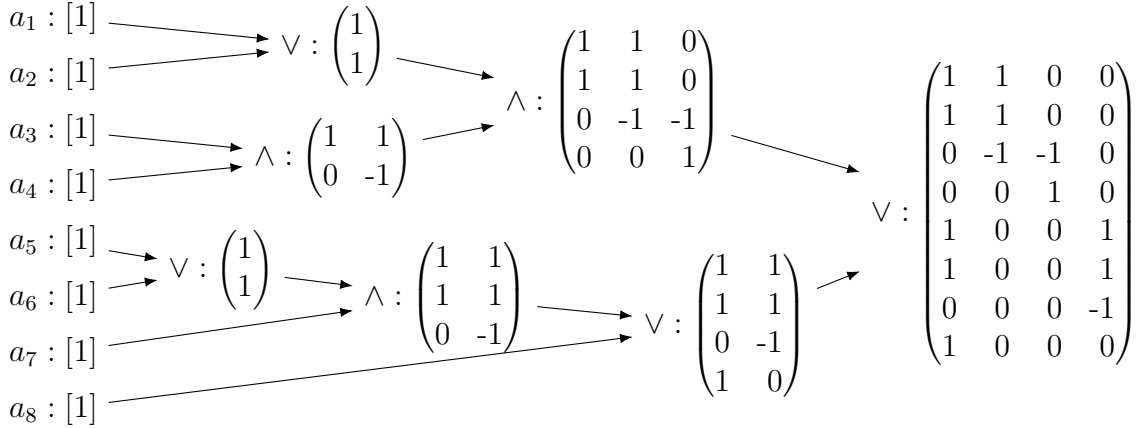 a₁ : [1]
a₂ : [1]
a₃ : [1]
a₄ : [1]
a₅ : [1]
a₆ : [1]
a₇ : [1]
a₈ : [1]
∨ :
1
1
∧ :
1 1
0 -1
∨ :
1
1
∧ :
1 1 0
1 1 0
0 -1 -1
0 0 1
∧ :
1 1
1 1
0 -1
∨ :
1 1
1 1
0 -1
1 0
∨ :
1 1 0 0
1 1 0 0
0 -1 -1 0
0 0 1 0
1 0 0 1
1 0 0 1
0 0 0 -1
1 0 0 0